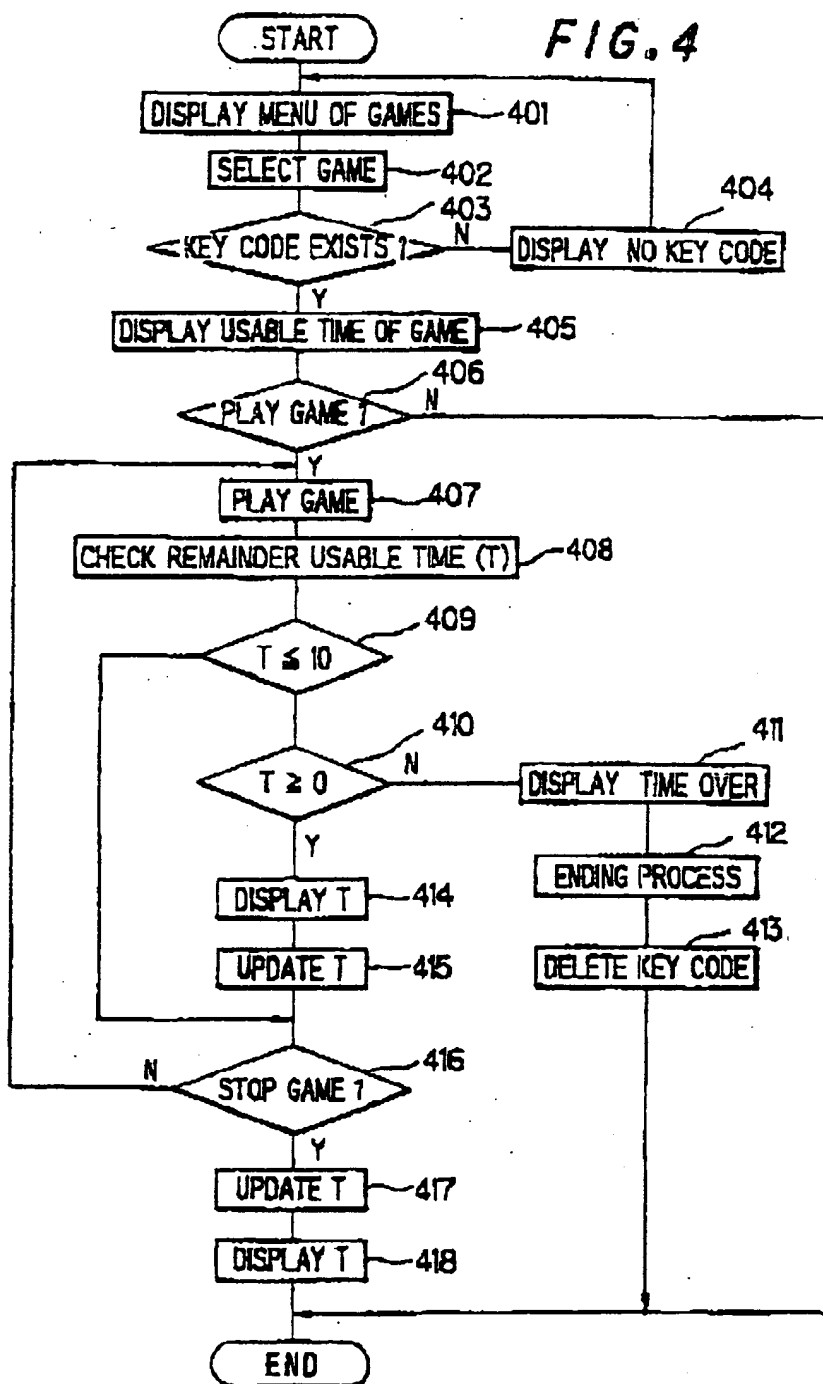 FIG. 4
START
DISPLAY MENU OF GAMES
401
SELECT GAME
402
403
KEY CODE EXISTS ?
N
404
DISPLAY NO KEY CODE
Y
DISPLAY USABLE TIME OF GAME
405
406
PLAY GAME ?
N
Y
PLAY GAME
407
CHECK REMAINDER USABLE TIME (T)
408
409
T ≦ 10
410
T ≧ 0
N
411
DISPLAY TIME OVER
Y
412
ENDING PROCESS
DISPLAY T
414
413
DELETE KEY CODE
UPDATE T
415
416
N
STOP GAME ?
Y
UPDATE T
417
DISPLAY T
418
END